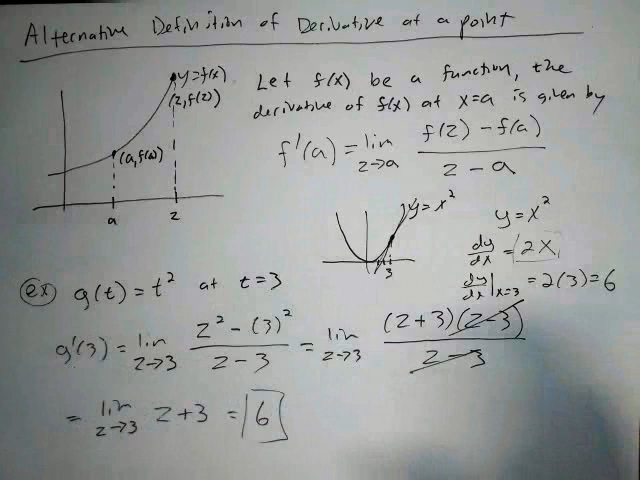 Alternative Definition of Derivative at a point
y=f(x)
(z,f(z))
(a,f(a))
a
z
Let f(x) be a function, the
derivative of f(x) at x=a is given by
f'(a) = lim z→a (f(z) - f(a)) / (z - a)
y=x²
3
y = x²
dy/dx = 2x
dy/dx|x=3 = 2(3)=6
ex g(t) = t² at t=3
g'(3) = lim z→3 (z² - (3)²) / (z - 3) = lim z→3 ((z+3)(z-3)) / (z-3)
= lim z→3 z+3 = 6